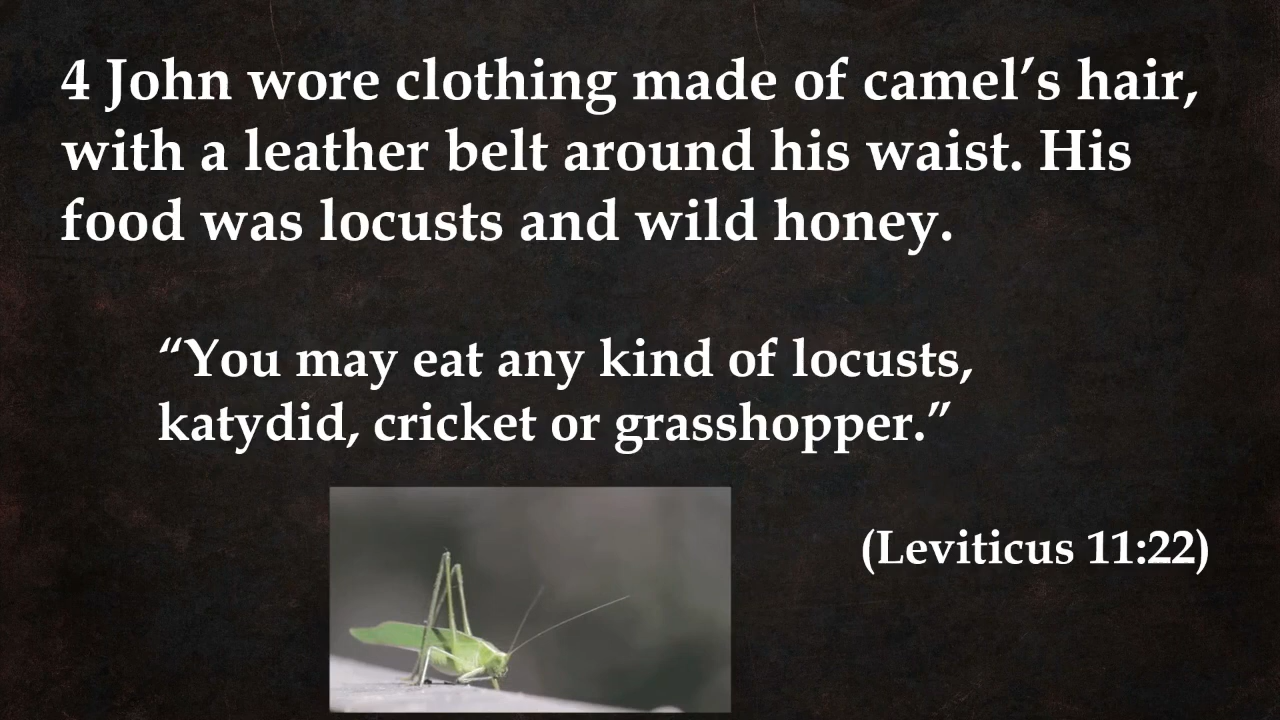 4 John wore clothing made of camel’s hair,
with a leather belt around his waist. His
food was locusts and wild honey.
“You may eat any kind of locusts,
katydid, cricket or grasshopper.”
(Leviticus 11:22)